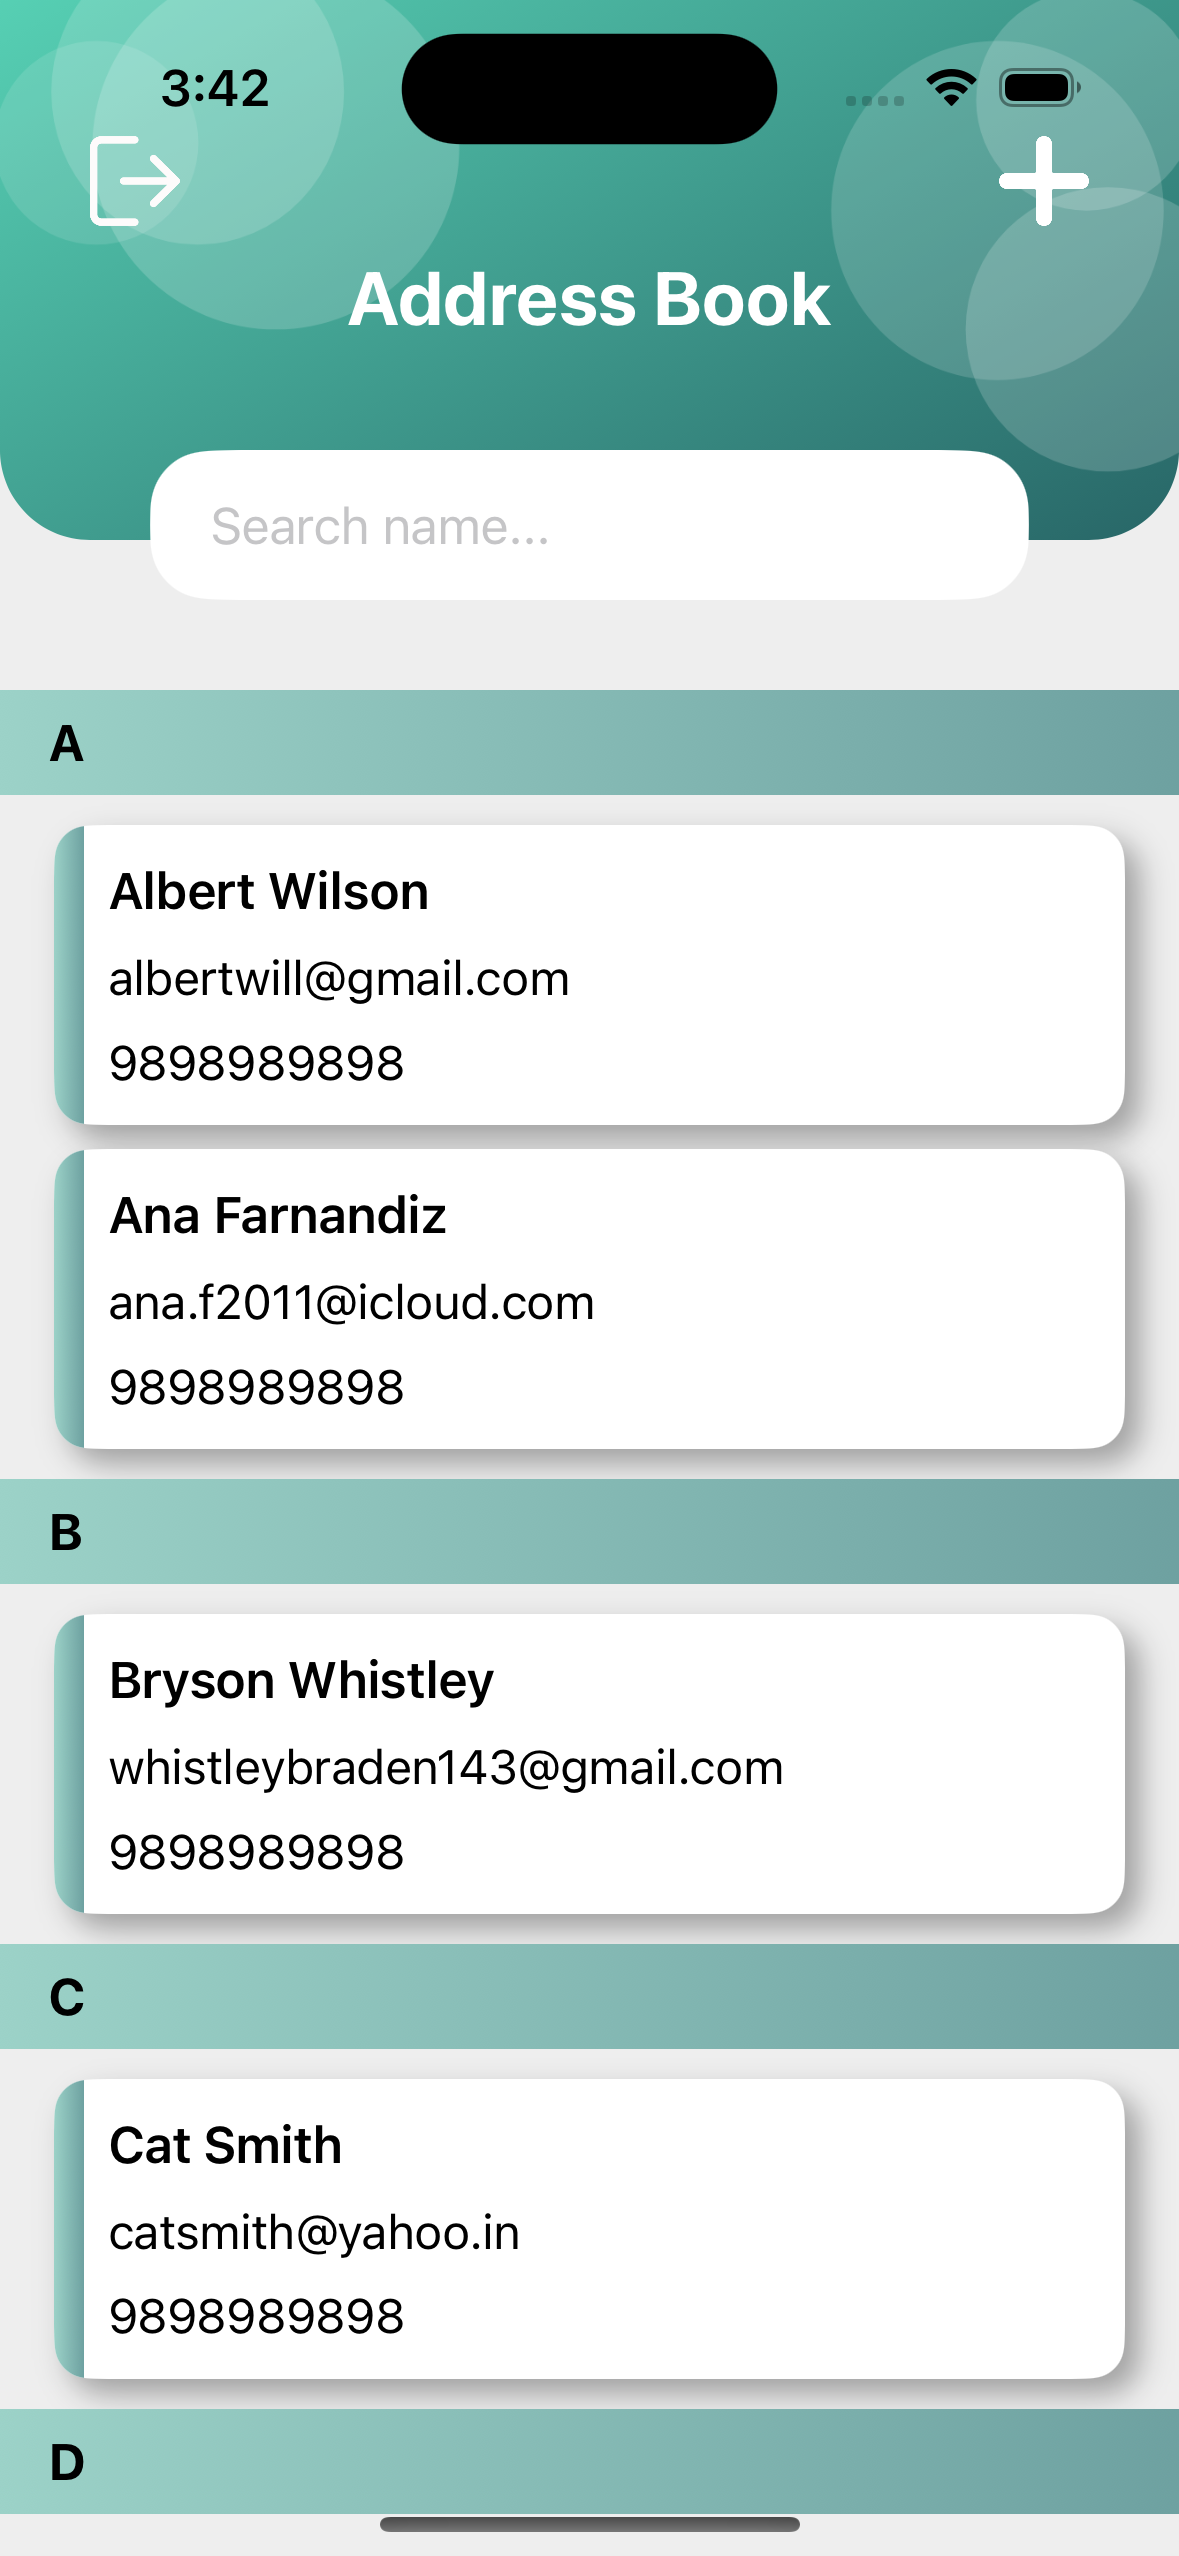 3:42
Address Book
Search name...
A
Albert Wilson
albertwill@gmail.com
9898989898
Ana Farnandiz
ana.f2011@icloud.com
9898989898
B
Bryson Whistley
whistleybraden143@gmail.com
9898989898
C
Cat Smith
catsmith@yahoo.in
9898989898
D